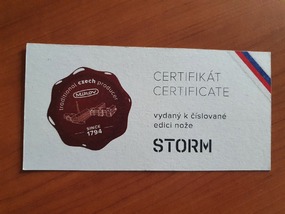 traditional czech producer
Mikov
SINCE
1794
CERTIFIKÁT
CERTIFICATE
vydaný k číslované
edici nože
STORM